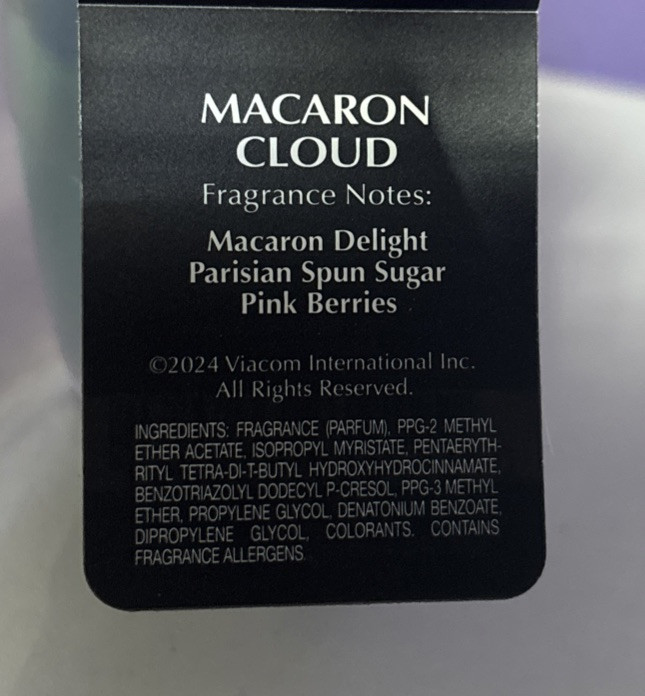 MACARON
CLOUD
Fragrance Notes:
Macaron Delight
Parisian Spun Sugar
Pink Berries
©2024 Viacom International Inc.
All Rights Reserved.
INGREDIENTS: FRAGRANCE (PARFUM), PPG-2 METHYL
ETHER ACETATE, ISOPROPYL MYRISTATE, PENTAERYTH-
RITYL TETRA-DI-T-BUTYL HYDROXYHYDROCINNAMATE,
BENZOTRIAZOLYL DODECYL P-CRESOL, PPG-3 METHYL
ETHER, PROPYLENE GLYCOL, DENATONIUM BENZOATE,
DIPROPYLENE GLYCOL, COLORANTS. CONTAINS
FRAGRANCE ALLERGENS.